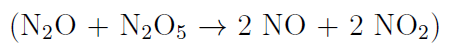 (N₂O + N₂O₅ → 2 NO + 2 NO₂)